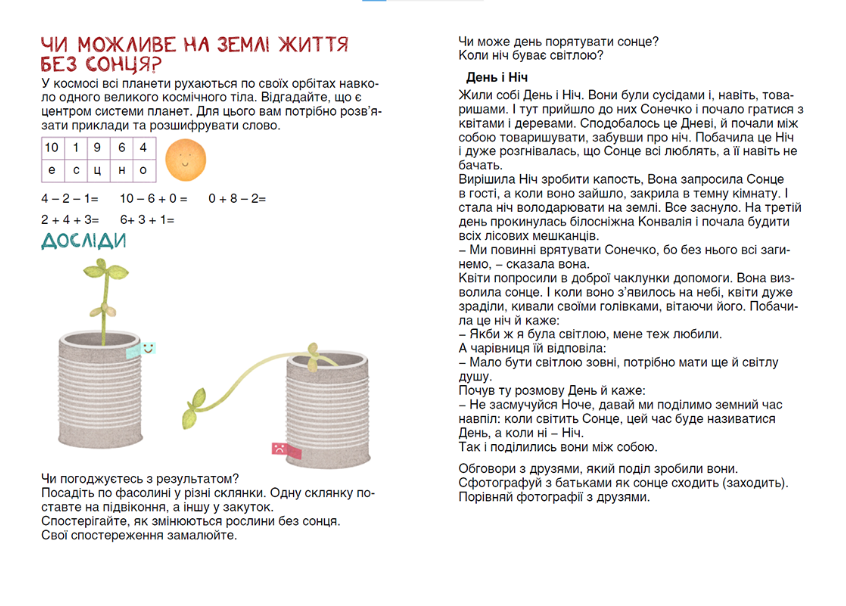 ЧИ МОЖЛИВЕ НА ЗЕМЛІ ЖИТТЯ
БЕЗ СОНЦЯ?
У космосі всі планети рухаються по своїх орбітах навко-
ло одного великого космічного тіла. Відгадайте, що є
центром системи планет. Для цього вам потрібно розв’я-
зати приклади та розшифрувати слово.
10 1 9 6 4
е с ц н о
4 – 2 – 1= 10 – 6 + 0 = 0 + 8 – 2=
2 + 4 + 3= 6+ 3 + 1=
ДОСЛІДИ
Чи погоджуєтесь з результатом?
Посадіть по фасолині у різні склянки. Одну склянку по-
ставте на підвіконня, а іншу у закуток.
Спостерігайте, як змінюються рослини без сонця.
Свої спостереження замалюйте.
Чи може день порятувати сонце?
Коли ніч буває світлою?
День і Ніч
Жили собі День і Ніч. Вони були сусідами і, навіть, това-
ришами. І тут прийшло до них Сонечко і почало гратися з
квітами і деревами. Сподобалось це Дневі, й почали між
собою товаришувати, забувши про ніч. Побачила це Ніч
і дуже розгнівалась, що Сонце всі люблять, а її навіть не
бачать.
Вирішила Ніч зробити капость, Вона запросила Сонце
в гості, а коли воно зайшло, закрила в темну кімнату. І
стала ніч володарювати на землі. Все заснуло. На третій
день прокинулась білосніжна Конвалія і почала будити
всіх лісових мешканців.
– Ми повинні врятувати Сонечко, бо без нього всі заги-
немо, – сказала вона.
Квіти попросили в доброї чаклунки допомоги. Вона виз-
волила сонце. І коли воно з’явилось на небі, квіти дуже
зраділи, кивали своїми голівками, вітаючи його. Побачи-
ла це ніч й каже:
– Якби ж я була світлою, мене теж любили.
А чарівниця їй відповіла:
– Мало бути світлою зовні, потрібно мати ще й світлу
душу.
Почув ту розмову День й каже:
– Не засмучуйся Ноче, давай ми поділимо земний час
навпіл: коли світить Сонце, цей час буде називатися
День, а коли ні – Ніч.
Так і поділились вони між собою.
Обговори з друзями, який поділ зробили вони.
Сфотографуй з батьками як сонце сходить (заходить).
Порівняй фотографії з друзями.